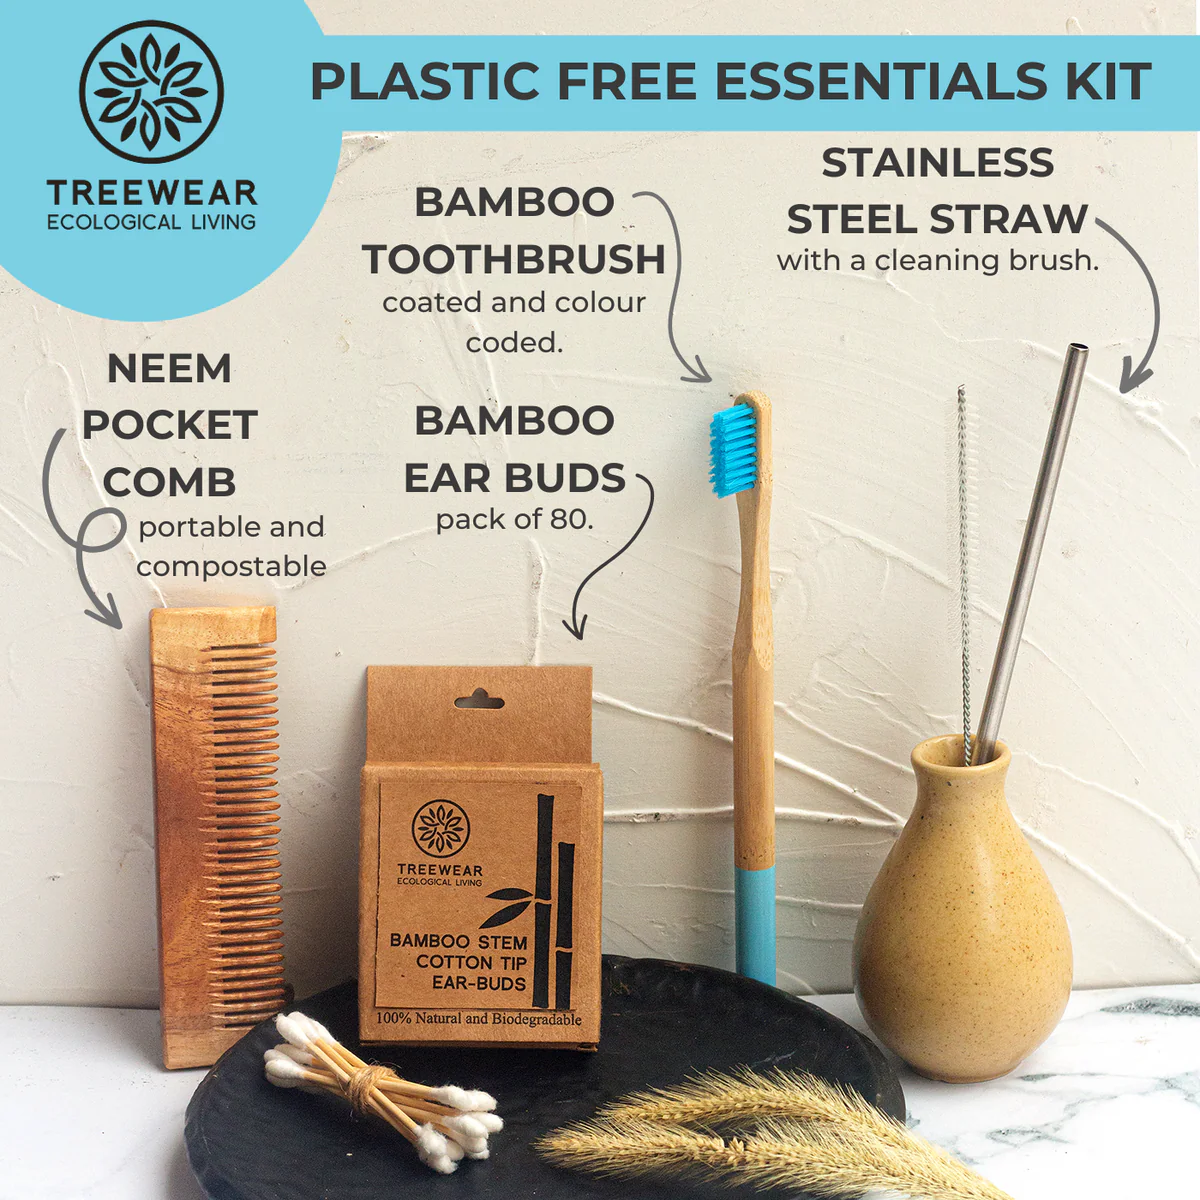 PLASTIC FREE ESSENTIALS KIT
TREEWEAR
ECOLOGICAL LIVING
STAINLESS
STEEL STRAW
with a cleaning brush.
BAMBOO
TOOTHBRUSH
coated and colour
coded.
NEEM
POCKET
COMB
portable and
compostable
BAMBOO
EAR BUDS
pack of 80.
TREEWEAR
ECOLOGICAL LIVING
BAMBOO STEM
COTTON TIP
EAR-BUDS
100% Natural and Biodegradable